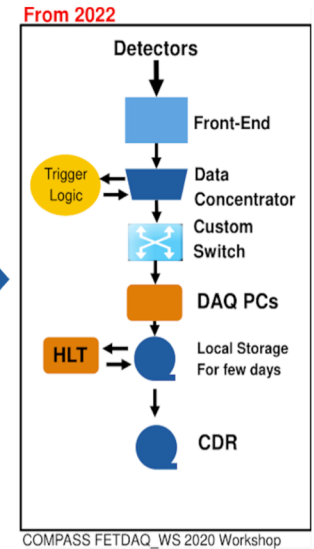 From 2022
Detectors
Front-End
Trigger
Logic
Data
Concentrator
Custom
Switch
DAQ PCs
HLT
Local Storage
For few days
CDR
COMPASS FETDAQ_WS 2020 Workshop